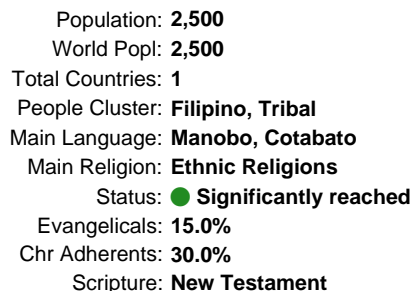 Population: 2,500
World Popl: 2,500
Total Countries: 1
People Cluster: Filipino, Tribal
Main Language: Manobo, Cotabato
Main Religion: Ethnic Religions
Status: Significantly reached
Evangelicals: 15.0%
Chr Adherents: 30.0%
Scripture: New Testament